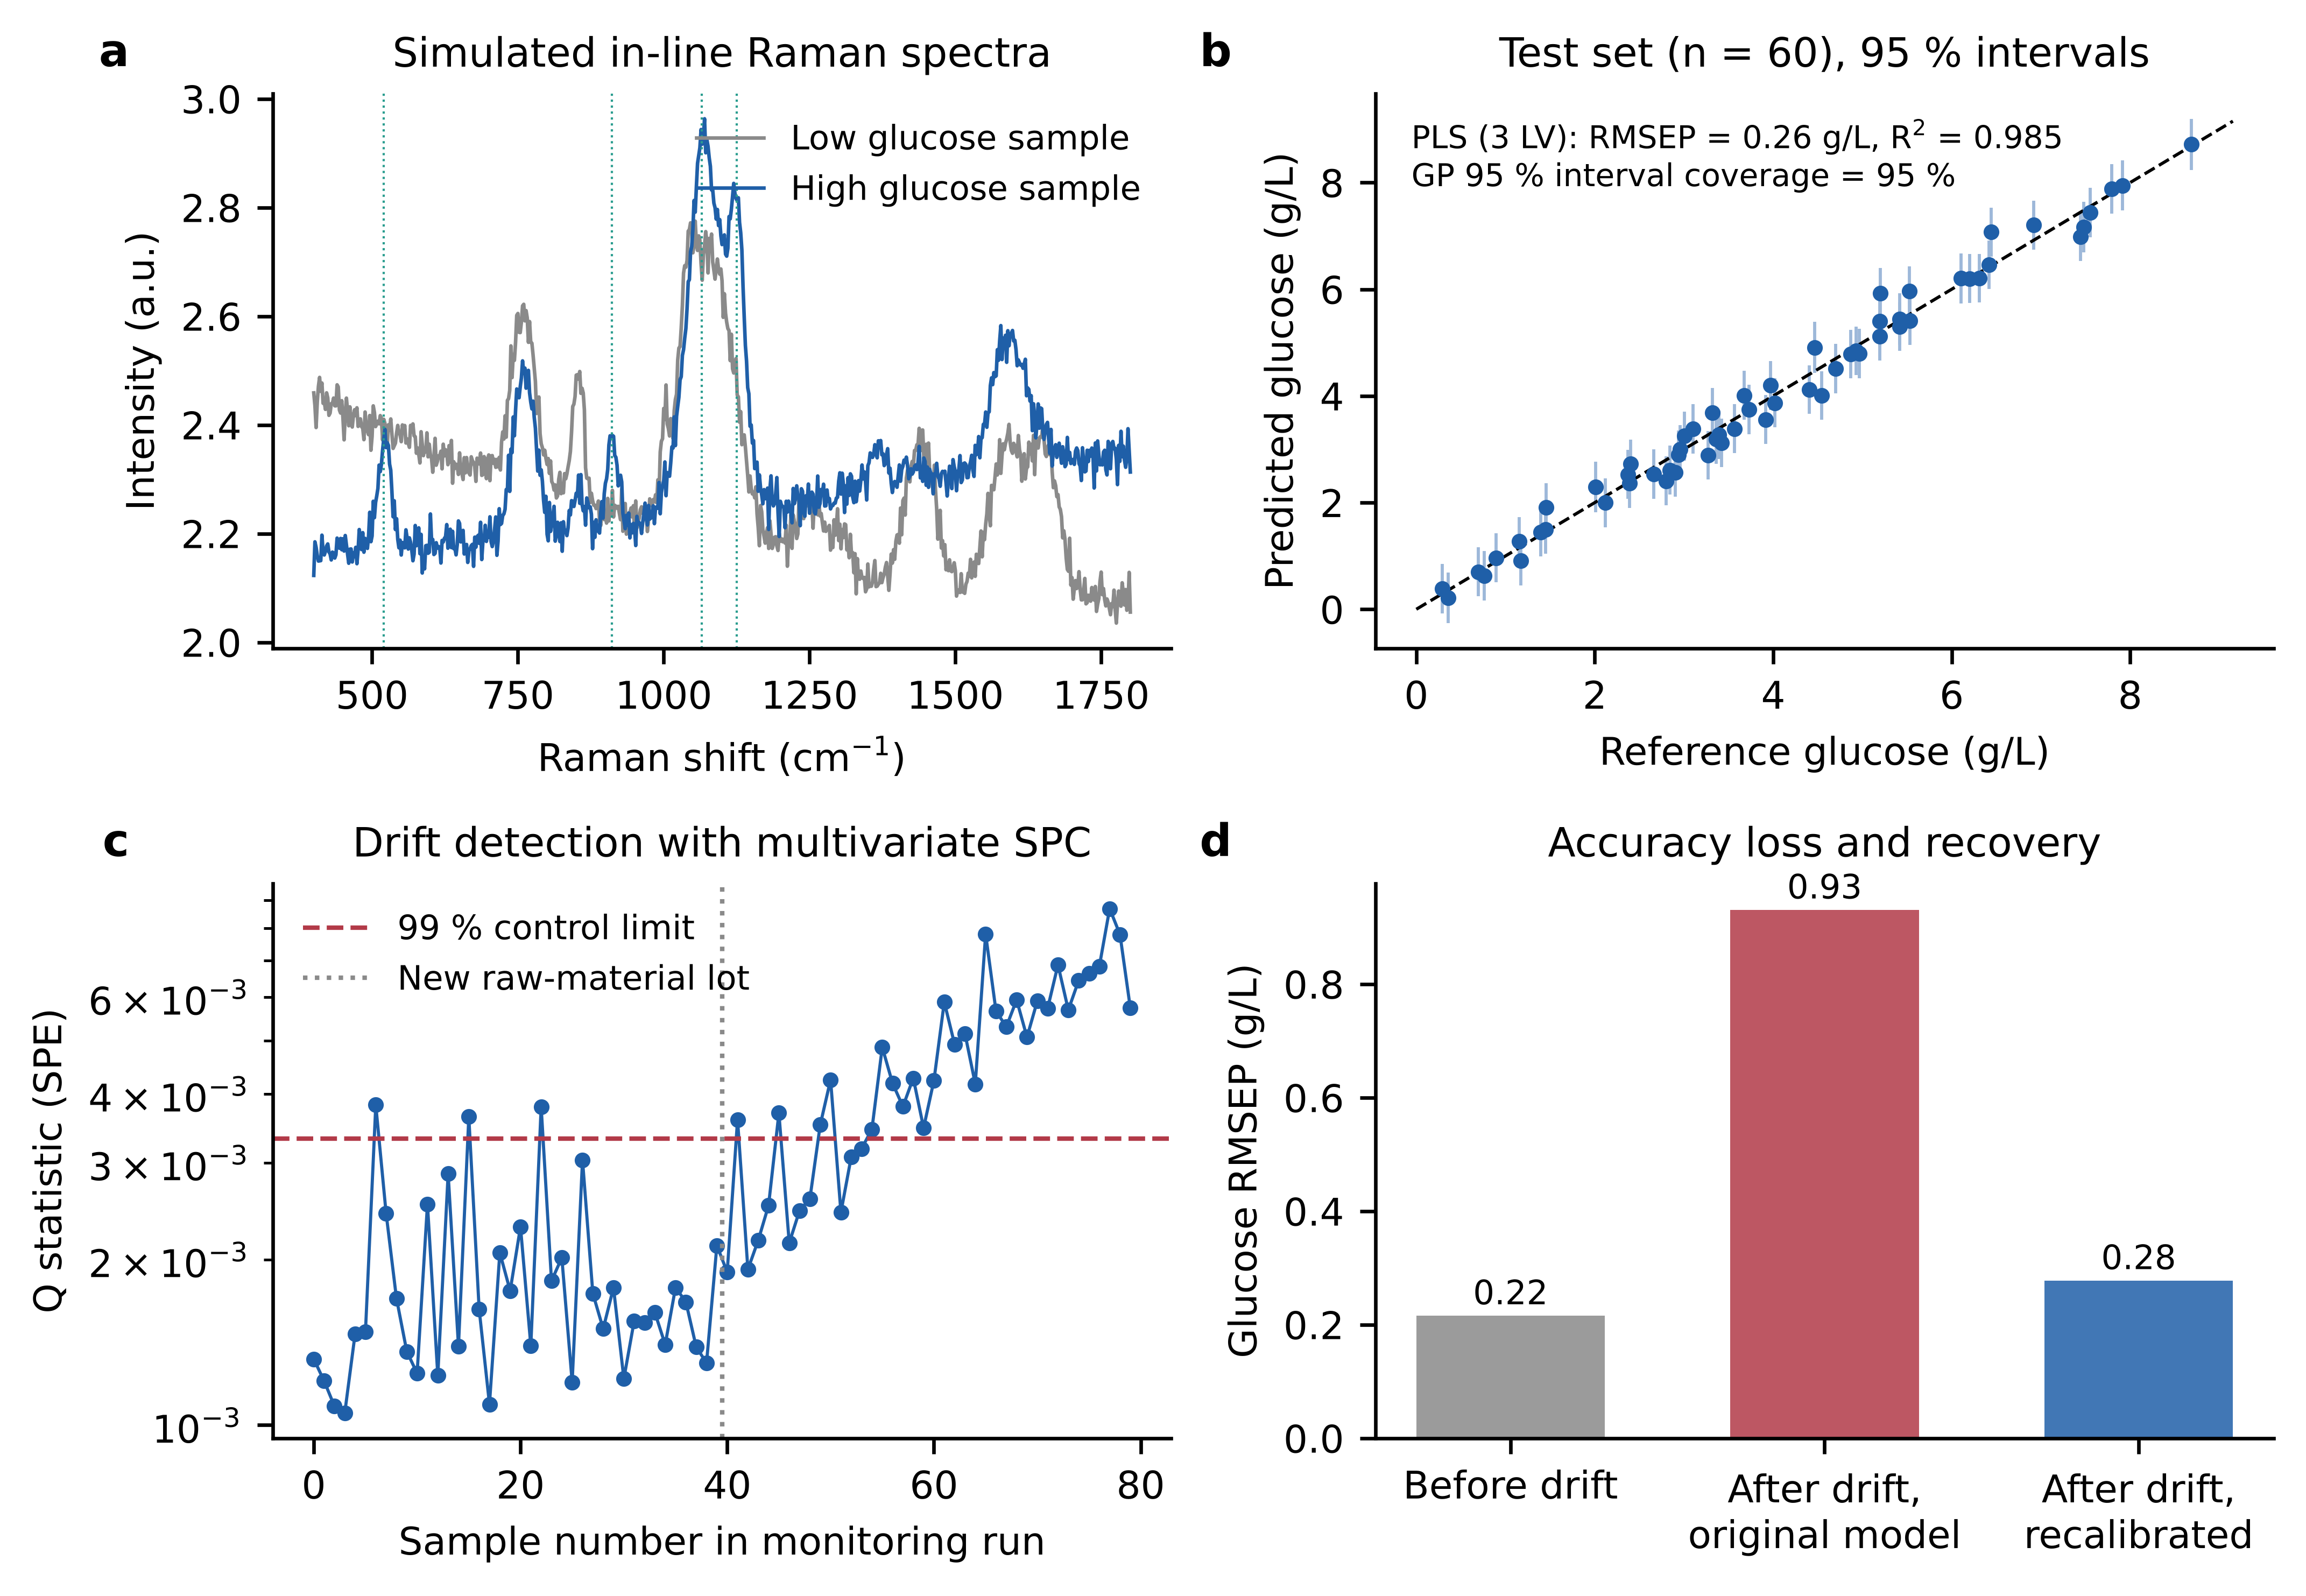 a
Simulated in-line Raman spectra
3.0
2.8
2.6
2.4
2.2
2.0
Intensity (a.u.)
Low glucose sample
High glucose sample
500 750 1000 1250 1500 1750
Raman shift (cm⁻¹)
b
Test set (n = 60), 95 % intervals
PLS (3 LV): RMSEP = 0.26 g/L, R² = 0.985
GP 95 % interval coverage = 95 %
8
6
4
2
0
Predicted glucose (g/L)
0 2 4 6 8
Reference glucose (g/L)
c
Drift detection with multivariate SPC
99 % control limit
New raw-material lot
6 × 10⁻³
4 × 10⁻³
3 × 10⁻³
2 × 10⁻³
10⁻³
Q statistic (SPE)
0 20 40 60 80
Sample number in monitoring run
d
Accuracy loss and recovery
0.93
0.28
0.22
0.8
0.6
0.4
0.2
0.0
Glucose RMSEP (g/L)
Before drift
After drift,
original model
After drift,
recalibrated